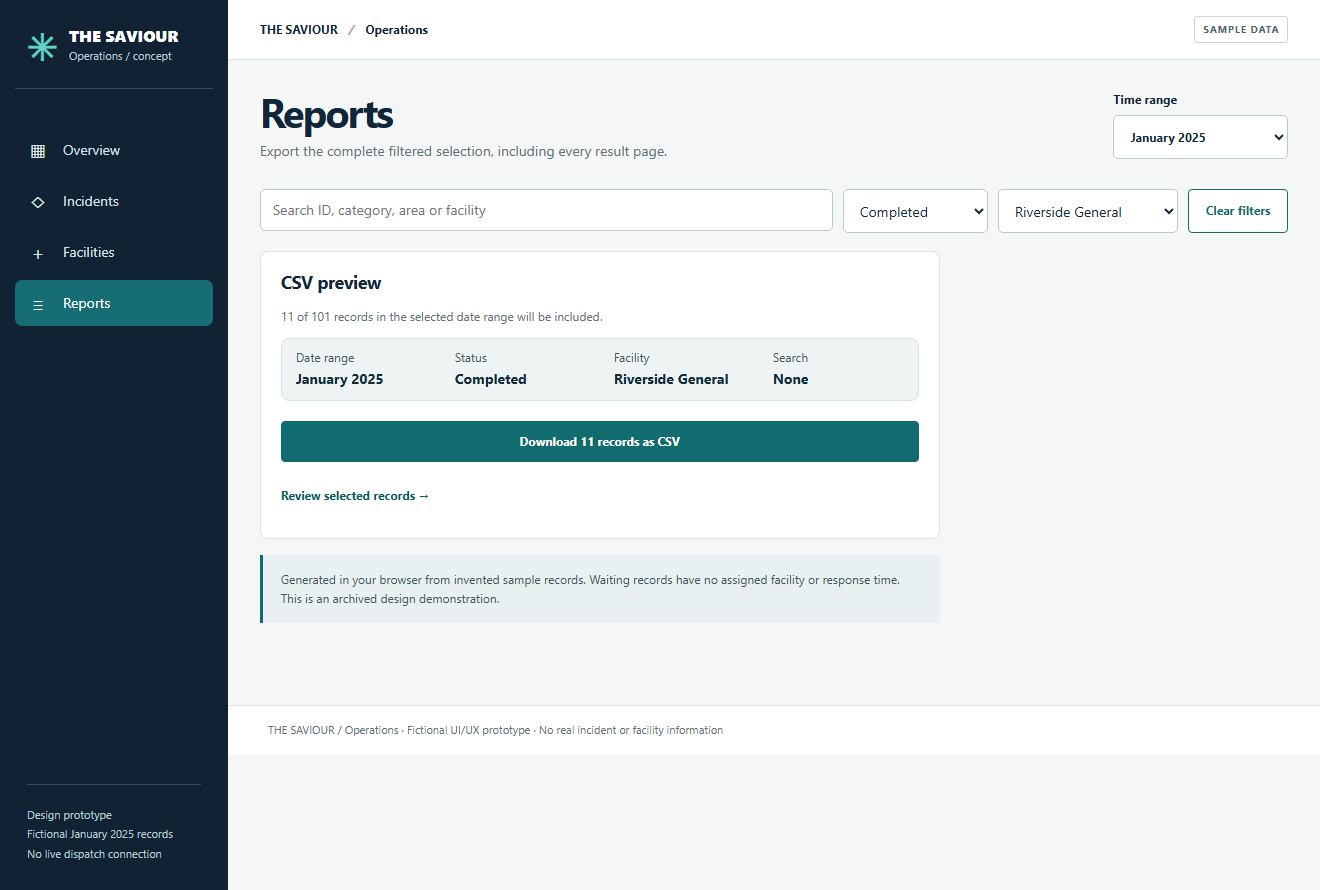 THE SAVIOUR
Operations / concept
Overview
Incidents
Facilities
Reports
Design prototype
Fictional January 2025 records
No live dispatch connection
THE SAVIOUR / Operations
SAMPLE DATA
Reports
Export the complete filtered selection, including every result page.
Time range
January 2025
Search ID, category, area or facility
Completed
Riverside General
Clear filters
CSV preview
11 of 101 records in the selected date range will be included.
Date range Status Facility Search
January 2025 Completed Riverside General None
Download 11 records as CSV
Review selected records →
Generated in your browser from invented sample records. Waiting records have no assigned facility or response time.
This is an archived design demonstration.
THE SAVIOUR / Operations · Fictional UI/UX prototype · No real incident or facility information